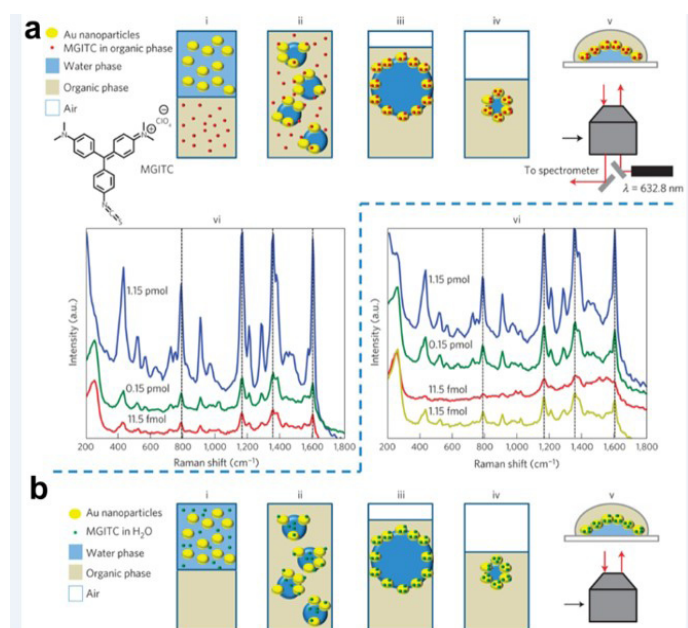 a
Au nanoparticles
MGITC in organic phase
Water phase
Organic phase
Air
i
ii
iii
iv
v
N
N
⊕
⊖
ClO4
MGITC
N
C
S
To spectrometer
λ = 632.8 nm
vi
Intensity (a.u.)
1.15 pmol
0.15 pmol
11.5 fmol
200 400 600 800 1,000 1,200 1,400 1,600 1,800
Raman shift (cm⁻¹)
vi
Intensity (a.u.)
1.15 pmol
0.15 pmol
11.5 fmol
1.15 fmol
200 400 600 800 1,000 1,200 1,400 1,600 1,800
Raman shift (cm⁻¹)
b
Au nanoparticles
MGITC in H₂O
Water phase
Organic phase
Air
i
ii
iii
iv
v